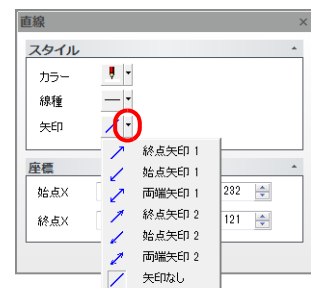 直線
スタイル
カラー
線種
矢印
終点矢印 1
始点矢印 1
両端矢印 1
終点矢印 2
始点矢印 2
両端矢印 2
矢印なし
座標
始点X
232
終点X
121